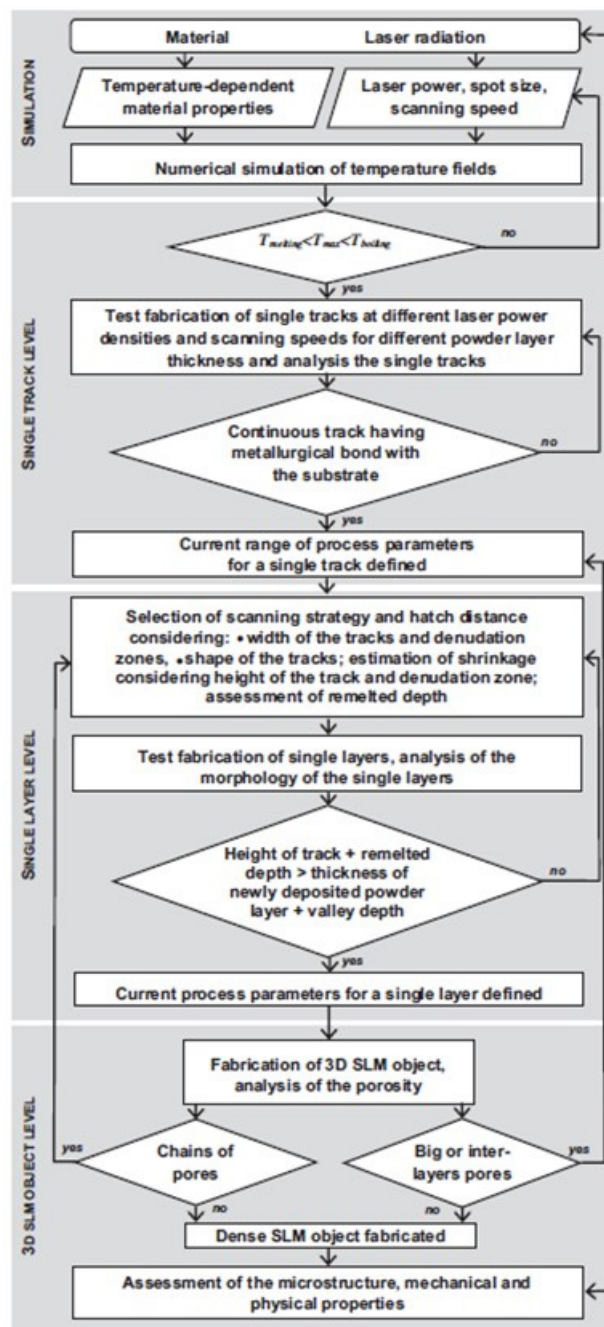 SIMULATION
Material
Laser radiation
Temperature-dependent
material properties
Laser power, spot size,
scanning speed
Numerical simulation of temperature fields
SINGLE TRACK LEVEL
Tmelting<Tmax<Tboiling
no
yes
Test fabrication of single tracks at different laser power
densities and scanning speeds for different powder layer
thickness and analysis the single tracks
Continuous track having
metallurgical bond with
the substrate
no
yes
Current range of process parameters
for a single track defined
SINGLE LAYER LEVEL
Selection of scanning strategy and hatch distance
considering: •width of the tracks and denudation
zones, •shape of the tracks; estimation of shrinkage
considering height of the track and denudation zone;
assessment of remelted depth
Test fabrication of single layers, analysis of the
morphology of the single layers
Height of track + remelted
depth > thickness of
newly deposited powder
layer + valley depth
no
yes
Current process parameters for a single layer defined
3D SLM OBJECT LEVEL
Fabrication of 3D SLM object,
analysis of the porosity
yes
Chains of
pores
Big or inter-
layers pores
yes
no
no
Dense SLM object fabricated
Assessment of the microstructure, mechanical and
physical properties